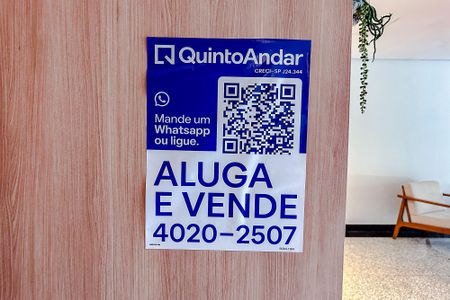 QuintoAndar
CRECI-SP J24.344
Mande um
Whatsapp
ou ligue.
ALUGA
E VENDE
4020-2507